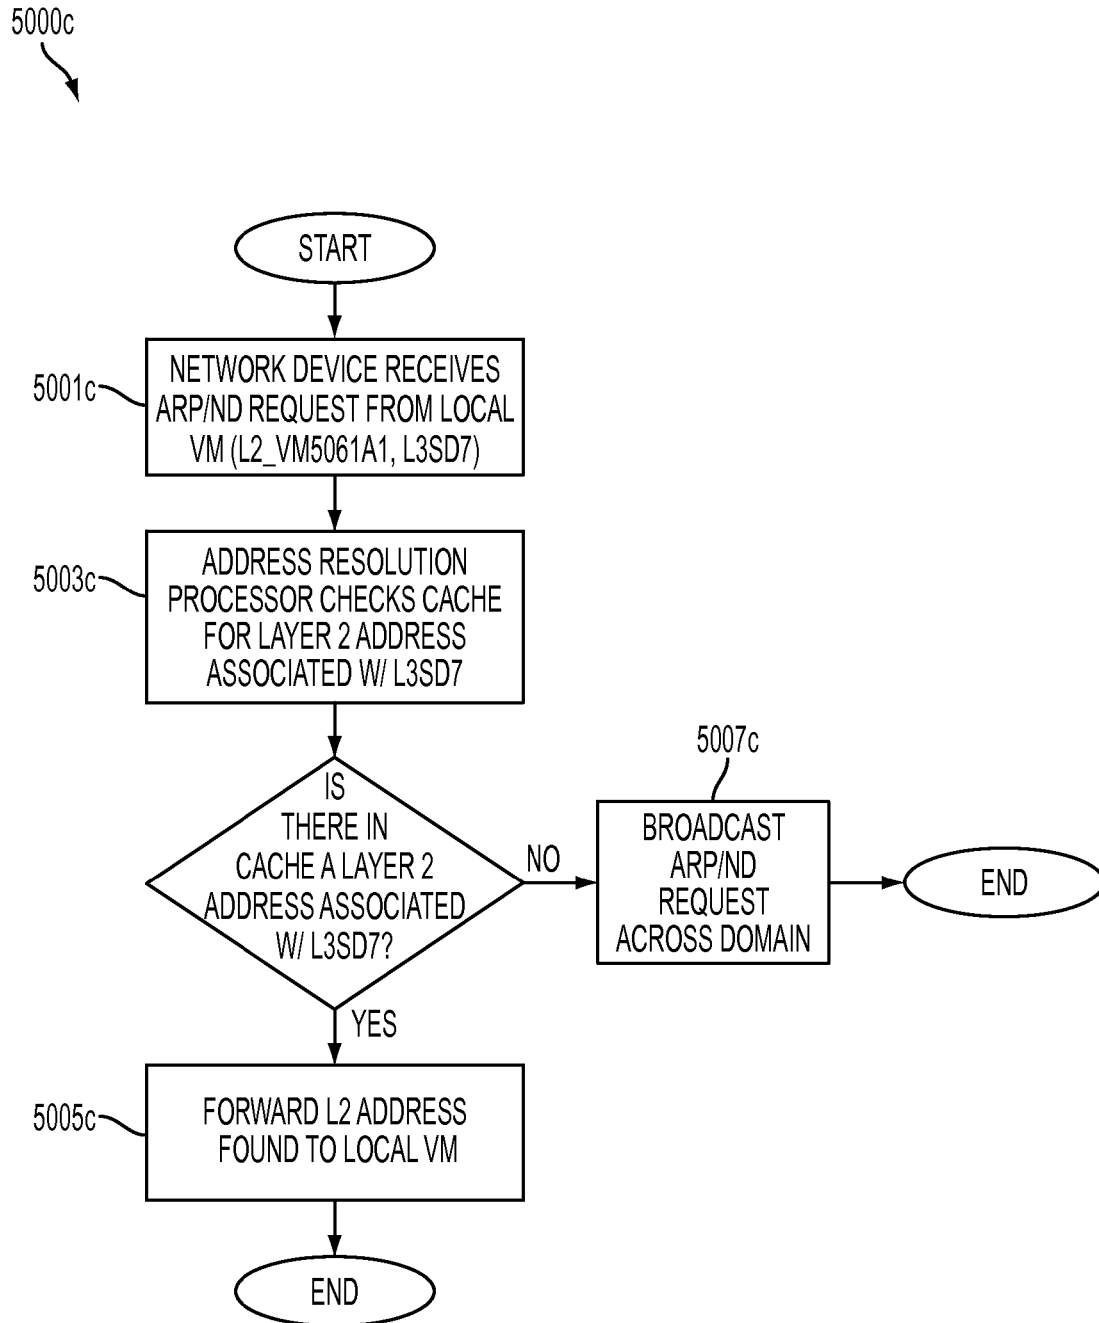 5000c
START
5001c
NETWORK DEVICE RECEIVES
ARP/ND REQUEST FROM LOCAL
VM (L2_VM5061A1, L3SD7)
5003c
ADDRESS RESOLUTION
PROCESSOR CHECKS CACHE
FOR LAYER 2 ADDRESS
ASSOCIATED W/ L3SD7
IS
THERE IN
CACHE A LAYER 2
ADDRESS ASSOCIATED
W/ L3SD7?
NO
5007c
BROADCAST
ARP/ND
REQUEST
ACROSS DOMAIN
END
YES
5005c
FORWARD L2 ADDRESS
FOUND TO LOCAL VM
END